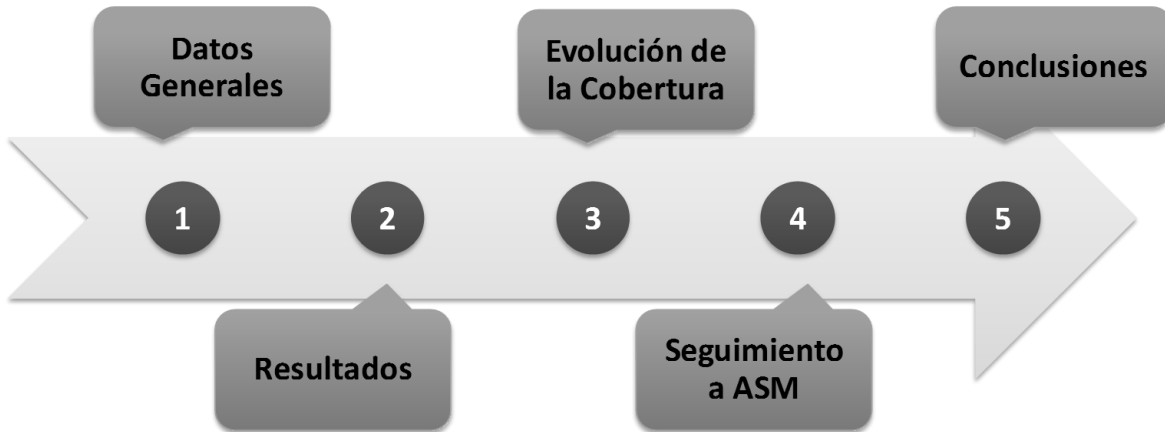 Datos
Generales
Evolución de
la Cobertura
Conclusiones
1
2
3
4
5
Resultados
Seguimiento
a ASM